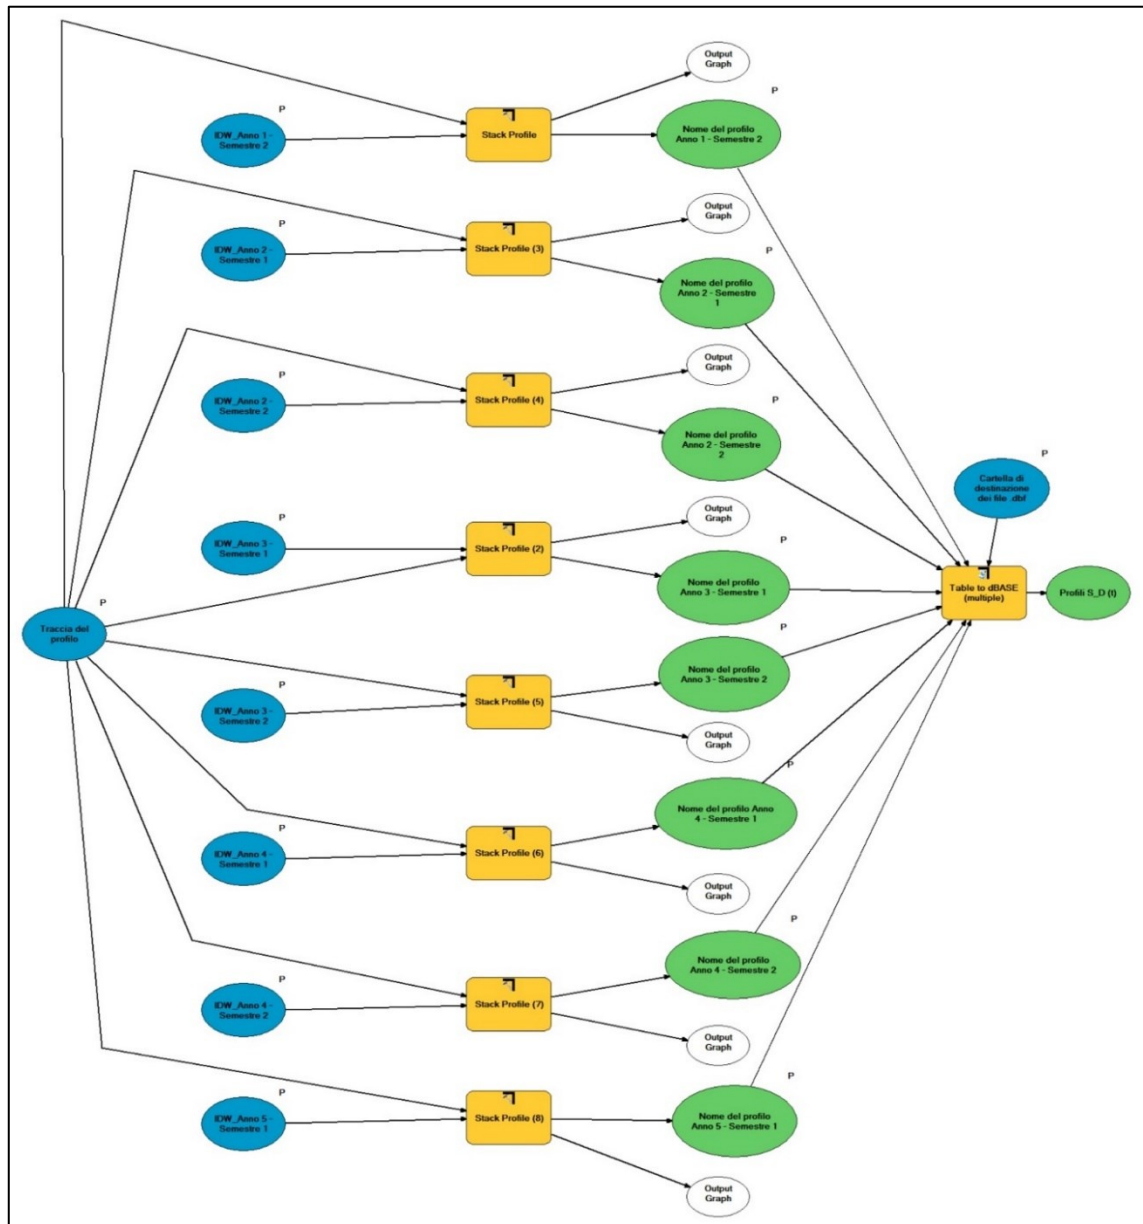 Output
Graph
P
P
IDW_Anno 1 -
Semestre 2
Stack Profile
Nome del profilo
Anno 1 - Semestre 2
Output
Graph
P
P
IDW_Anno 2 -
Semestre 1
Stack Profile (3)
Nome del profilo
Anno 2 - Semestre
1
Output
Graph
P
P
IDW_Anno 2 -
Semestre 2
Stack Profile (4)
Nome del profilo
Anno 2 - Semestre
2
P
Cartella di
destinazione
dei file .dbf
Output
Graph
P
P
IDW_Anno 3 -
Semestre 1
Stack Profile (2)
Nome del profilo
Anno 3 - Semestre 1
Table to dBASE
(multiple)
Profili S_D (t)
P
Traccia del
profilo
P
P
IDW_Anno 3 -
Semestre 2
Stack Profile (5)
Nome del profilo
Anno 3 - Semestre 2
Output
Graph
P
P
IDW_Anno 4 -
Semestre 1
Stack Profile (6)
Nome del profilo Anno
4 - Semestre 1
Output
Graph
P
P
IDW_Anno 4 -
Semestre 2
Stack Profile (7)
Nome del profilo
Anno 4 - Semestre 2
Output
Graph
P
P
IDW_Anno 5 -
Semestre 1
Stack Profile (8)
Nome del profilo
Anno 5 - Semestre 1
Output
Graph